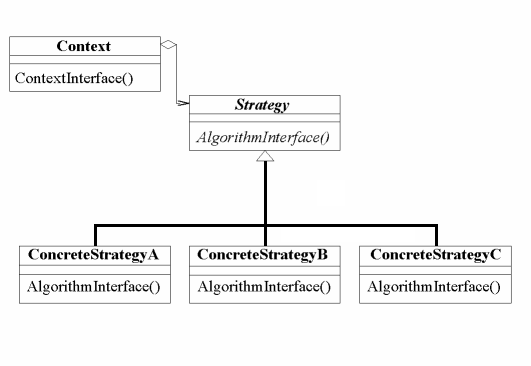 Context
ContextInterface()
Strategy
AlgorithmInterface()
ConcreteStrategyA
AlgorithmInterface()
ConcreteStrategyB
AlgorithmInterface()
ConcreteStrategyC
AlgorithmInterface()